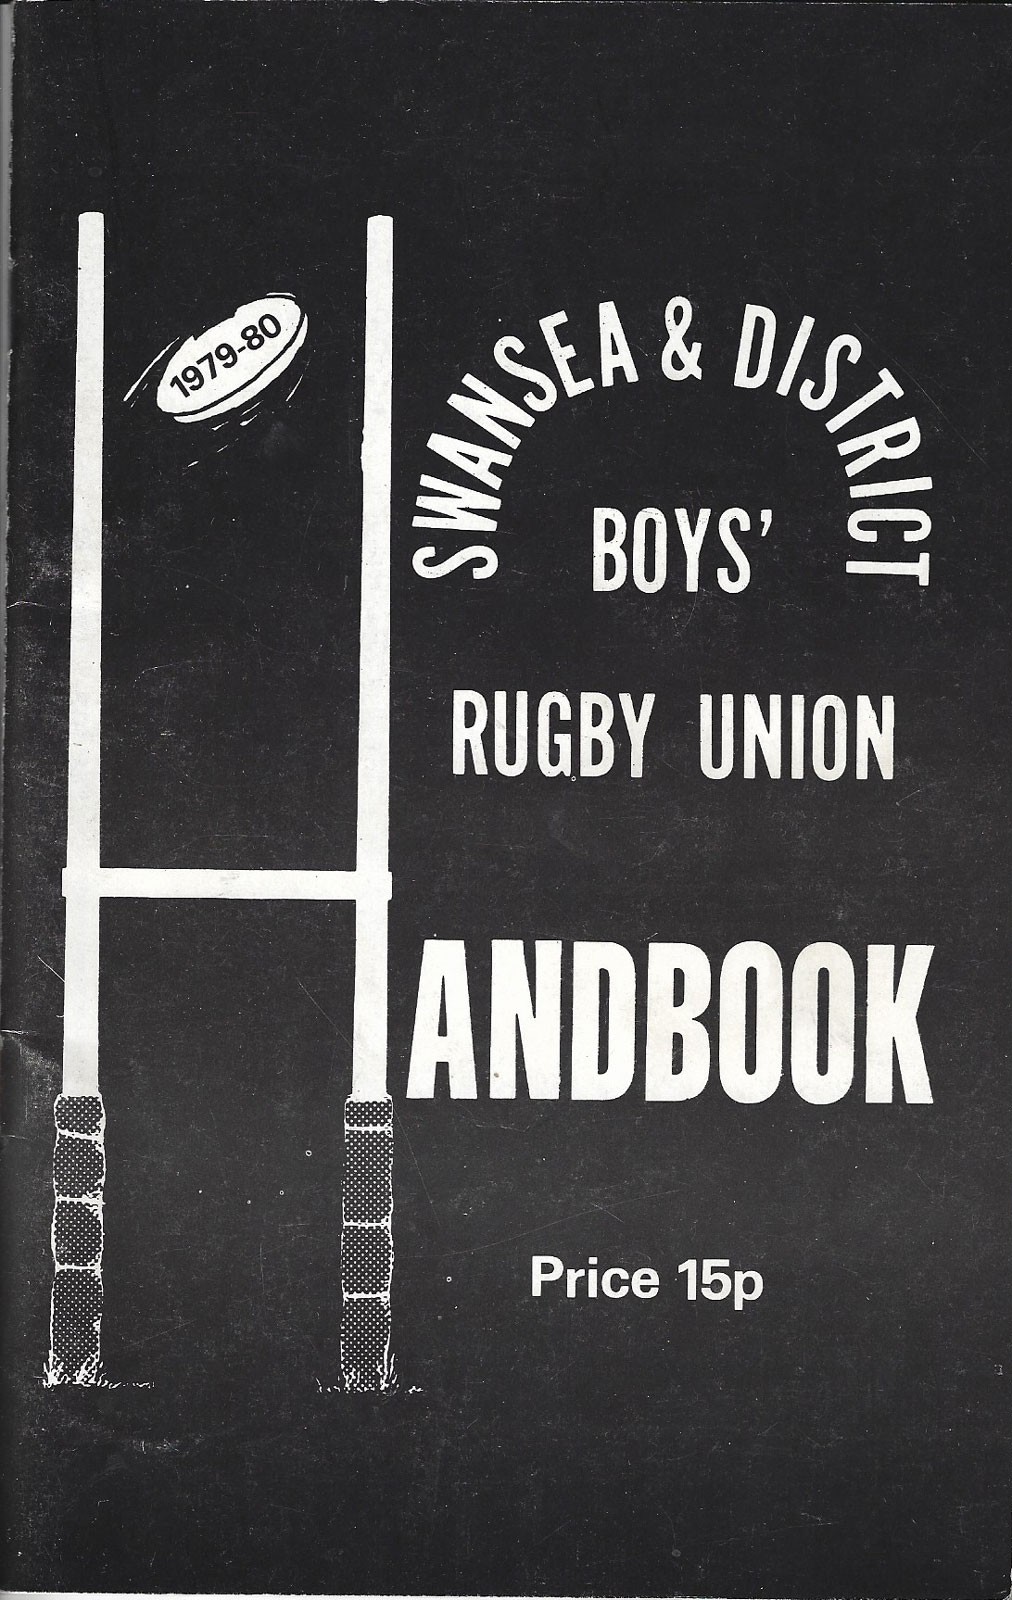 1979-80
SWANSEA & DISTRICT
BOYS'
RUGBY UNION
HANDBOOK
Price 15p